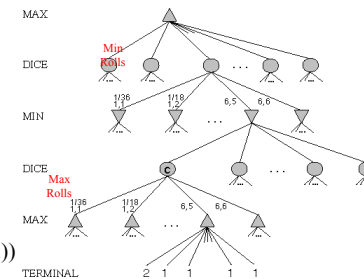 MAX
Min
Rolls
DICE
...
1/36
1,1
1/18
1,2
6,5
6,6
MIN
...
DICE
C
...
Max
Rolls
1/36
1,1
1/18
1,2
6,5
6,6
MAX
...
))
TERMINAL 2 1 1 1 1